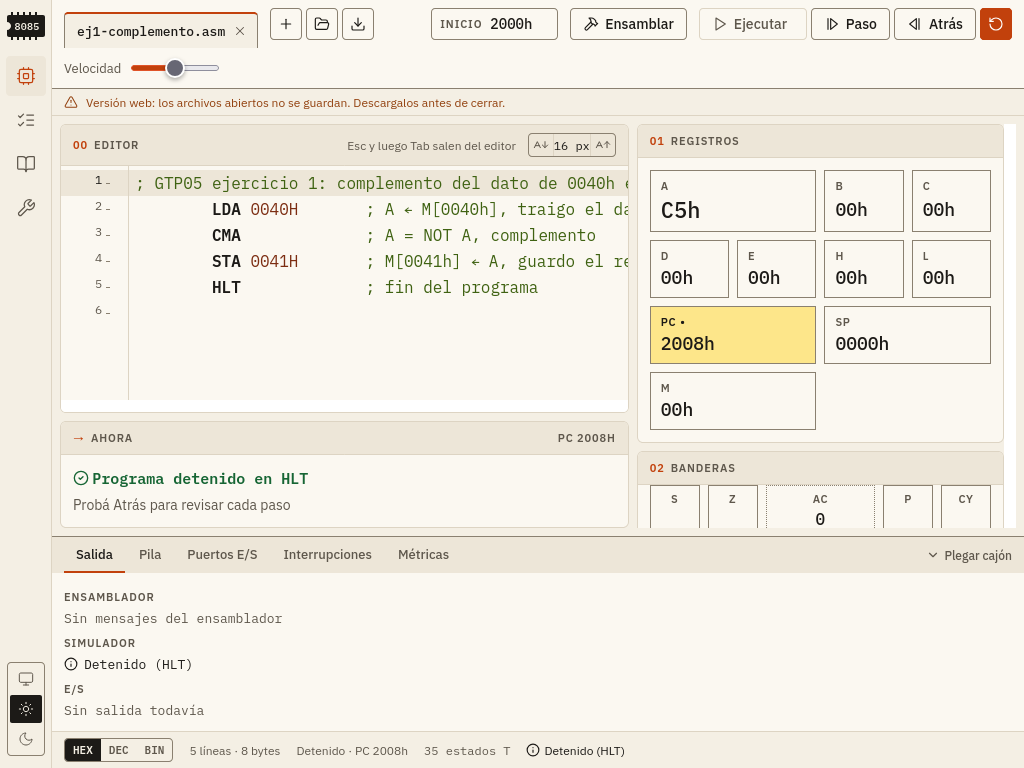 8085
ej1-complemento.asm
INICIO 2000h
Ensamblar
Ejecutar
Paso
Atrás
Velocidad
Versión web: los archivos abiertos no se guardan. Descargalos antes de cerrar.
00 EDITOR
Esc y luego Tab salen del editor
A↓ 16 px A↑
1 ; GTP05 ejercicio 1: complemento del dato de 0040h
2 LDA 0040H ; A ← M[0040h], traigo el
3 CMA ; A = NOT A, complemento
4 STA 0041H ; M[0041h] ← A, guardo el
5 HLT ; fin del programa
6
→ AHORA
PC 2008H
Programa detenido en HLT
Probá Atrás para revisar cada paso
01 REGISTROS
A
C5h
B
00h
C
00h
D
00h
E
00h
H
00h
L
00h
PC •
2008h
SP
0000h
M
00h
02 BANDERAS
S
Z
AC
0
P
CY
Salida
Pila
Puertos E/S
Interrupciones
Métricas
Plegar cajón
ENSAMBLADOR
Sin mensajes del ensamblador
SIMULADOR
Detenido (HLT)
E/S
Sin salida todavía
HEX DEC BIN
5 líneas · 8 bytes
Detenido · PC 2008h
35 estados T
Detenido (HLT)